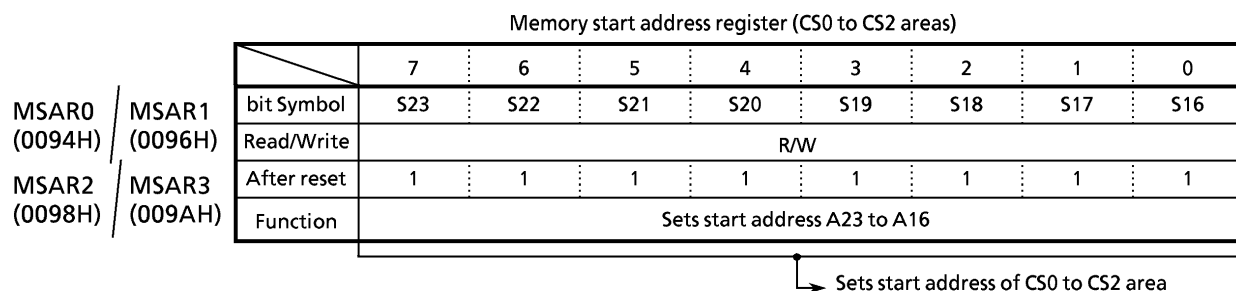 Memory start address register (CS0 to CS2 areas)
7 6 5 4 3 2 1 0
MSAR0 (0094H) / MSAR1 (0096H)
MSAR2 (0098H) / MSAR3 (009AH)
bit Symbol S23 S22 S21 S20 S19 S18 S17 S16
Read/Write R/W
After reset 1 1 1 1 1 1 1 1
Function Sets start address A23 to A16
Sets start address of CS0 to CS2 area